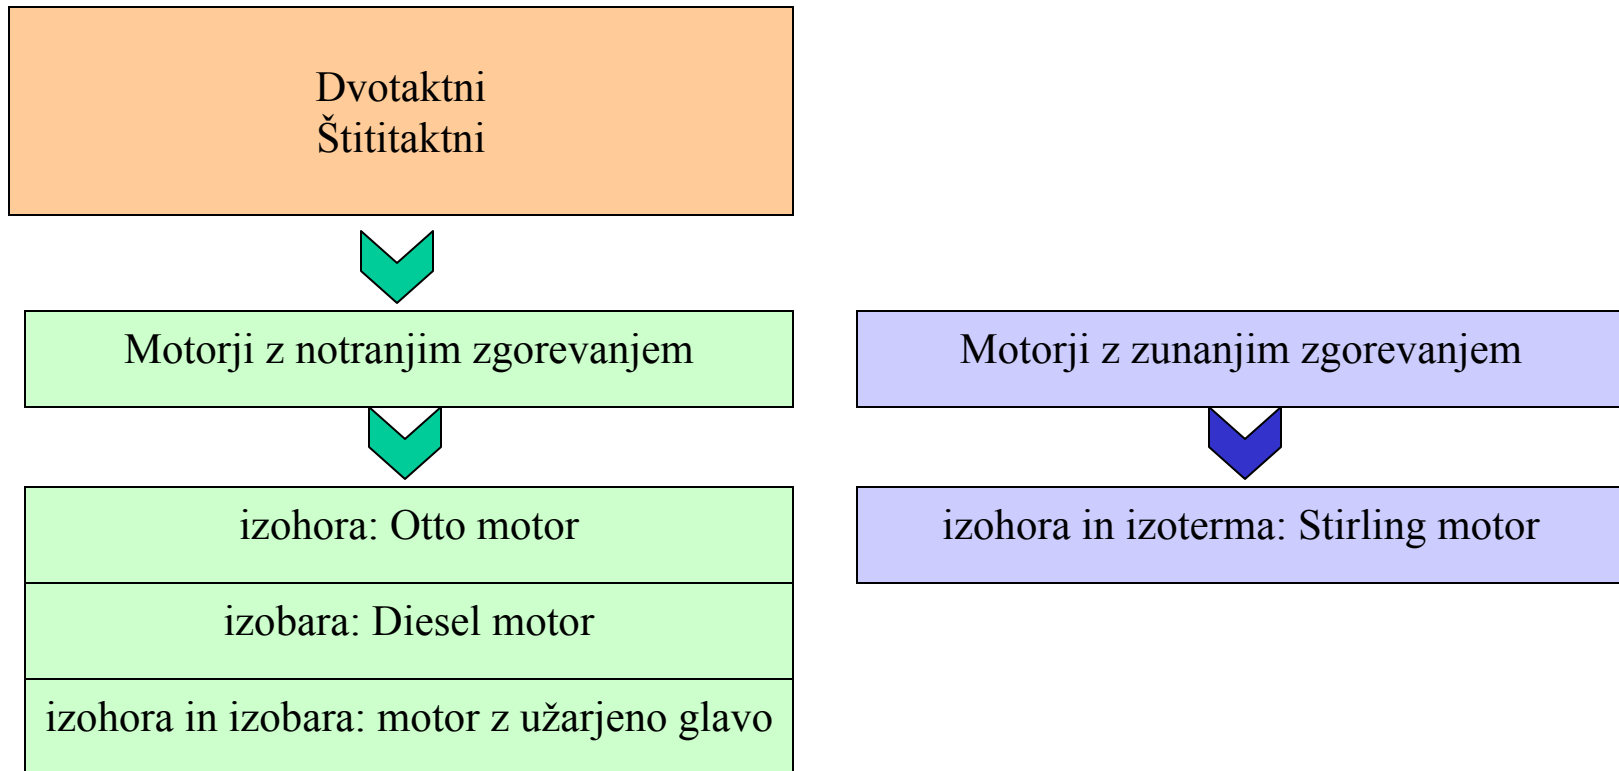 Dvotaktni
Štititaktni
Motorji z notranjim zgorevanjem
Motorji z zunanjim zgorevanjem
izohora: Otto motor
izohora in izoterma: Stirling motor
izobara: Diesel motor
izohora in izobara: motor z užarjeno glavo